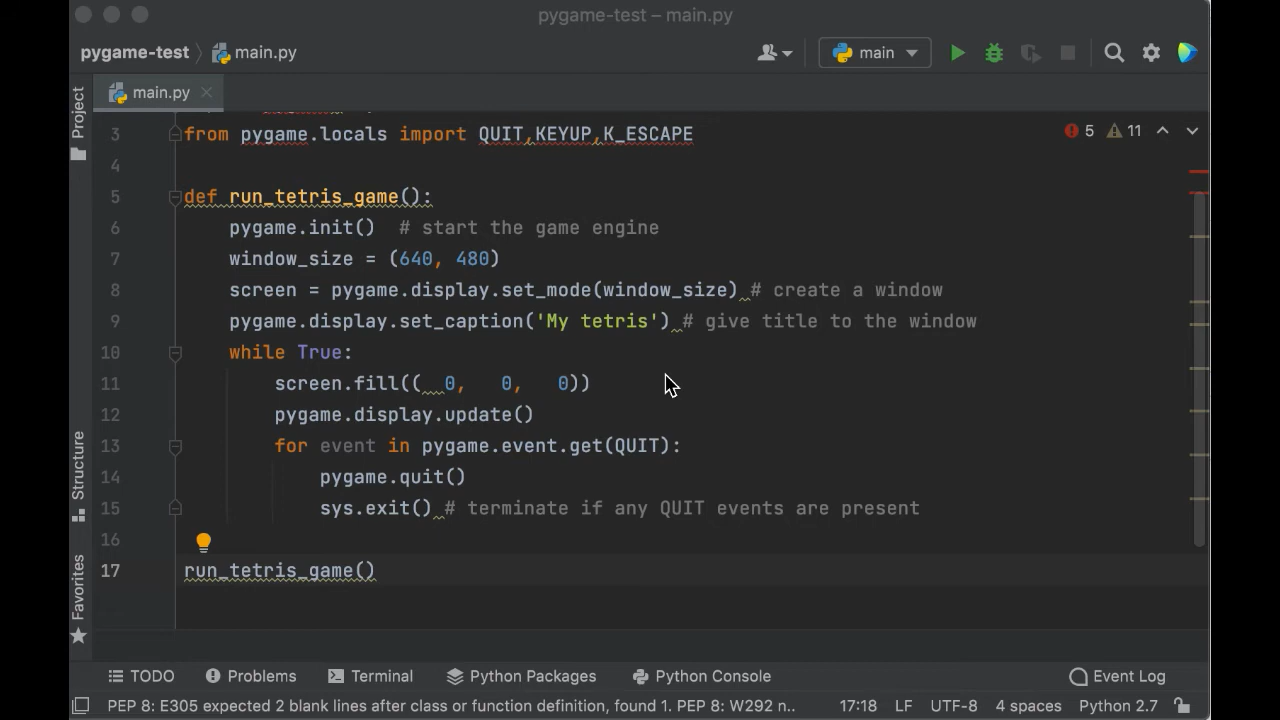 pygame-test – main.py
pygame-test main.py
main
Project
main.py
3 from pygame.locals import QUIT,KEYUP,K_ESCAPE
5 11
4
5 def run_tetris_game():
6 pygame.init()  # start the game engine
7 window_size = (640, 480)
8 screen = pygame.display.set_mode(window_size) # create a window
9 pygame.display.set_caption('My tetris') # give title to the window
10 while True:
11 screen.fill((  0,   0,   0))
12 pygame.display.update()
13 for event in pygame.event.get(QUIT):
14 pygame.quit()
15 sys.exit() # terminate if any QUIT events are present
16
17 run_tetris_game()
Structure
Favorites
TODO Problems Terminal Python Packages Python Console Event Log
PEP 8: E305 expected 2 blank lines after class or function definition, found 1. PEP 8: W292 n.. 17:18 LF UTF-8 4 spaces Python 2.7